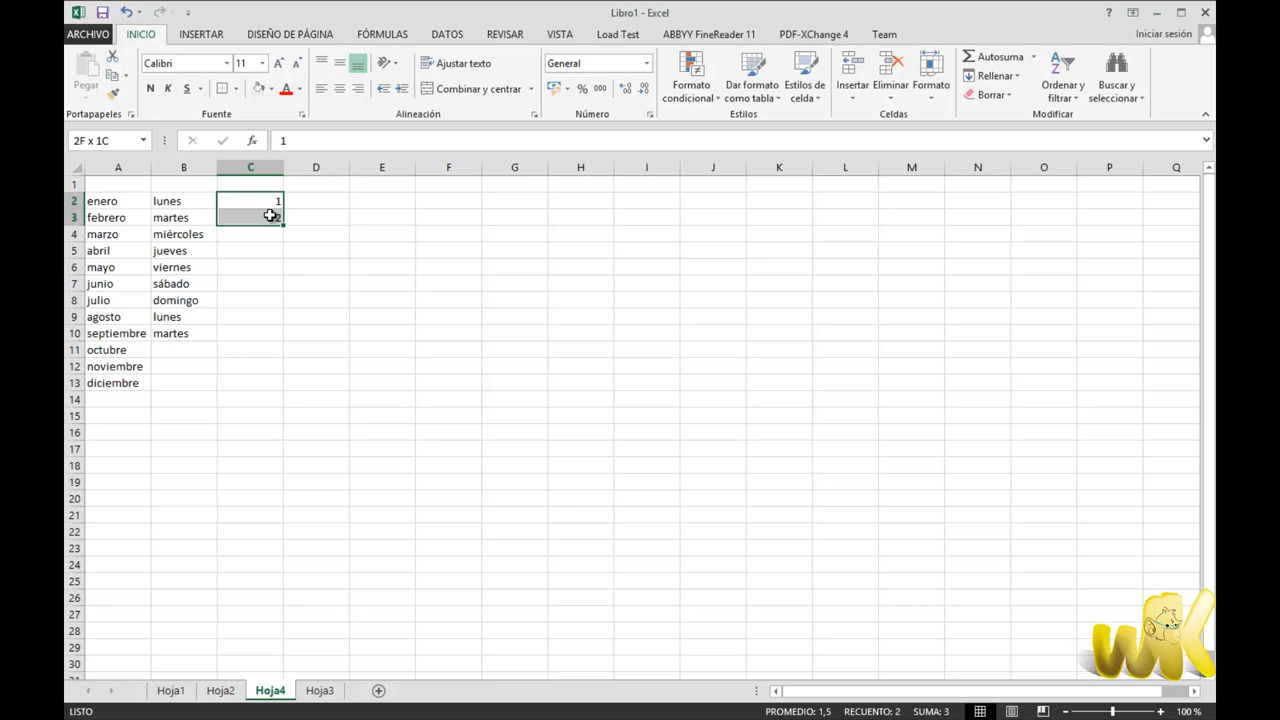 Libro1 - Excel
ARCHIVO INICIO INSERTAR DISEÑO DE PÁGINA FÓRMULAS DATOS REVISAR VISTA Load Test ABBYY FineReader 11 PDF-XChange 4 Team Iniciar sesión
Pegar
Calibri 11
N K S
Ajustar texto
Combinar y centrar
General
% 000
Formato condicional
Dar formato como tabla
Estilos de celda
Insertar
Eliminar
Formato
Autosuma
Rellenar
Borrar
Ordenar y filtrar
Buscar y seleccionar
Portapapeles Fuente Alineación Número Estilos Celdas Modificar
2F x 1C fx 1
A B C D E F G H I J K L M N O P Q
1
2 enero lunes 1
3 febrero martes 2
4 marzo miércoles
5 abril jueves
6 mayo viernes
7 junio sábado
8 julio domingo
9 agosto lunes
10 septiembre martes
11 octubre
12 noviembre
13 diciembre
14
15
16
17
18
19
20
21
22
23
24
25
26
27
28
29
30
Hoja1 Hoja2 Hoja4 Hoja3
LISTO PROMEDIO: 1,5 RECUENTO: 2 SUMA: 3 100 %